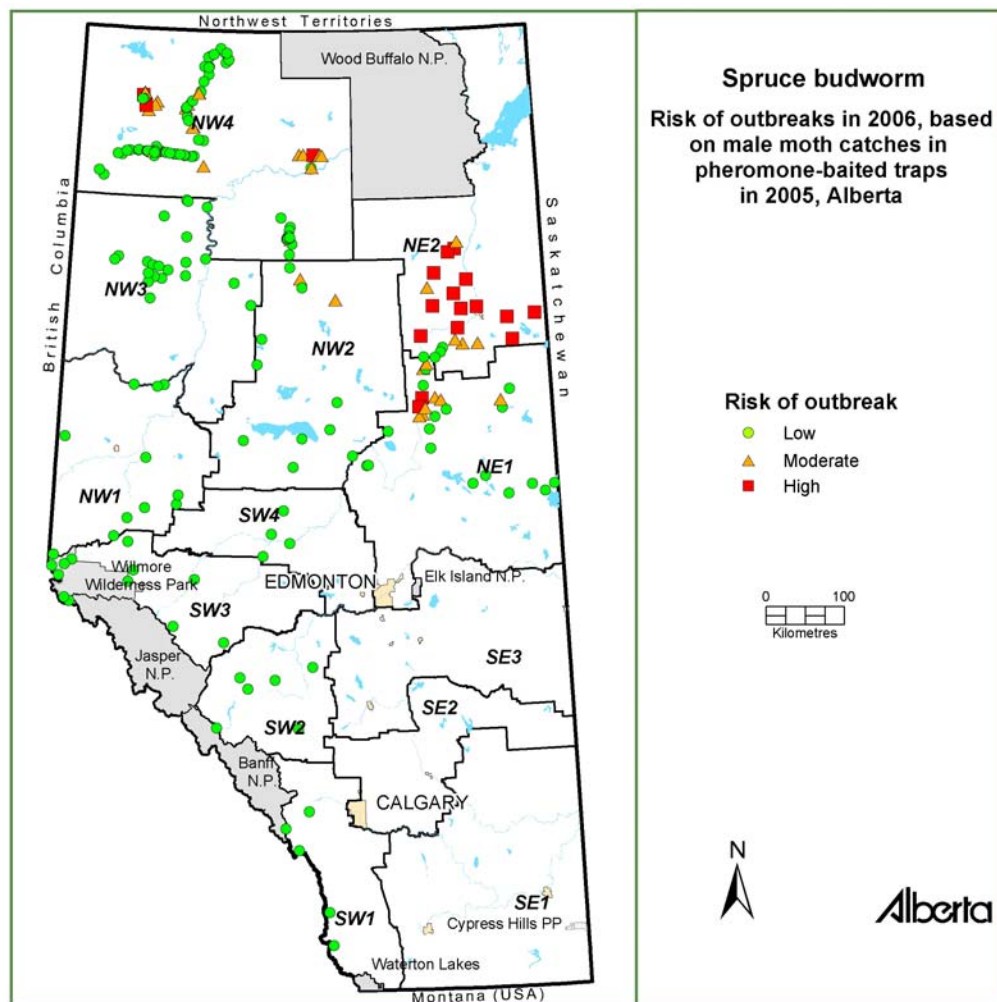 Northwest Territories
Wood Buffalo N.P.
NW4
British Columbia
Saskatchewan
NE2
NW3
NW2
NE1
NW1
SW4
Willmore
Wilderness Park
EDMONTON
Elk Island N.P.
SW3
Jasper
N.P.
SE3
SE2
SW2
Banff
N.P.
CALGARY
SE1
Cypress Hills PP
SW1
Waterton Lakes
Montana (USA)
Spruce budworm
Risk of outbreaks in 2006, based
on male moth catches in
pheromone-baited traps
in 2005, Alberta
Risk of outbreak
Low
Moderate
High
0 100
Kilometres
N
Alberta